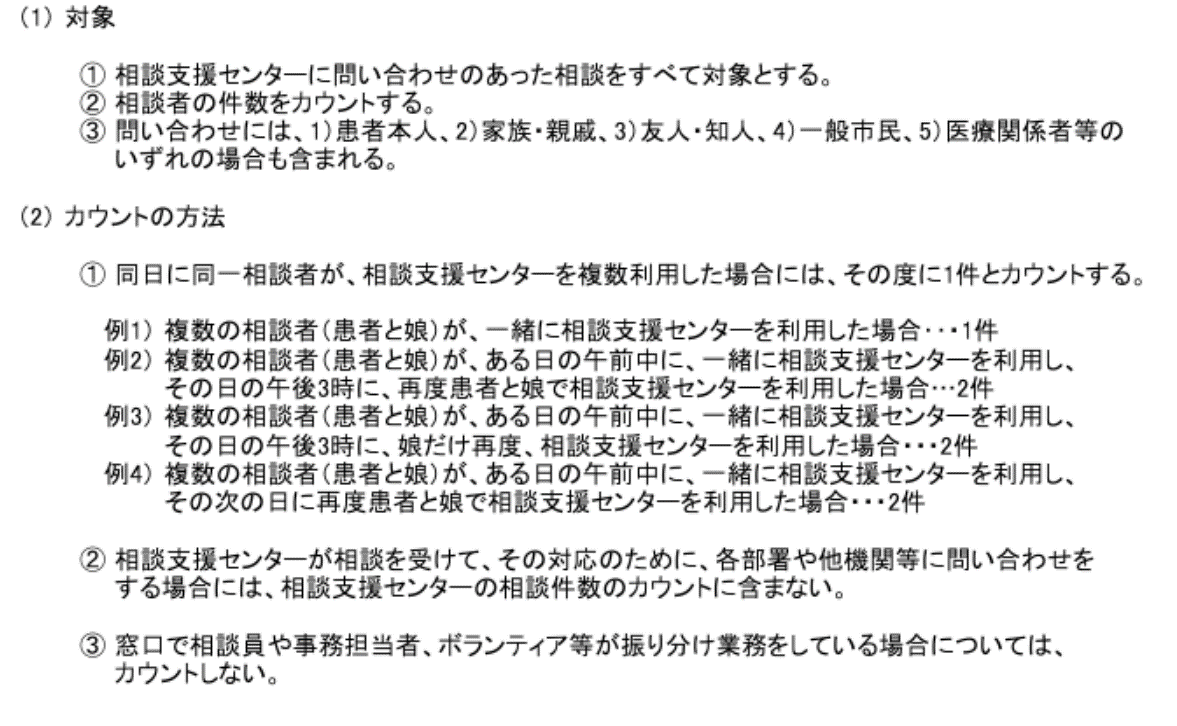 (1) 対象
① 相談支援センターに問い合わせのあった相談をすべて対象とする。
② 相談者の件数をカウントする。
③ 問い合わせには、1)患者本人、2)家族・親戚、3)友人・知人、4)一般市民、5)医療関係者等の
いずれの場合も含まれる。
(2) カウントの方法
① 同日に同一相談者が、相談支援センターを複数利用した場合には、その度に1件とカウントする。
例1) 複数の相談者(患者と娘)が、一緒に相談支援センターを利用した場合・・・1件
例2) 複数の相談者(患者と娘)が、ある日の午前中に、一緒に相談支援センターを利用し、
その日の午後3時に、再度患者と娘で相談支援センターを利用した場合…2件
例3) 複数の相談者(患者と娘)が、ある日の午前中に、一緒に相談支援センターを利用し、
その日の午後3時に、娘だけ再度、相談支援センターを利用した場合・・・2件
例4) 複数の相談者(患者と娘)が、ある日の午前中に、一緒に相談支援センターを利用し、
その次の日に再度患者と娘で相談支援センターを利用した場合・・・2件
② 相談支援センターが相談を受けて、その対応のために、各部署や他機関等に問い合わせを
する場合には、相談支援センターの相談件数のカウントに含まない。
③ 窓口で相談員や事務担当者、ボランティア等が振り分け業務をしている場合については、
カウントしない。